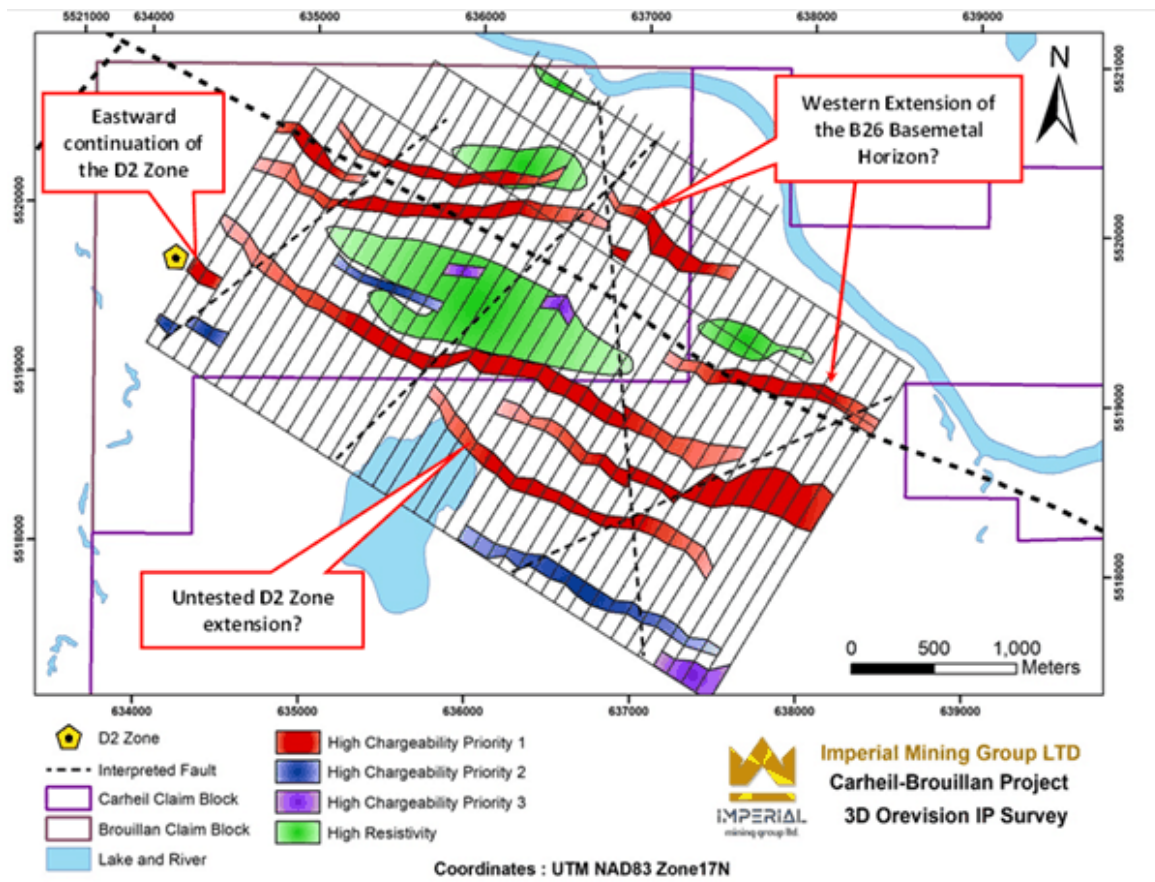 5521000 634000 635000 636000 637000 638000 639000
N
5521000
Eastward
continuation of
the D2 Zone
Western Extension of
the B26 Basemetal
Horizon?
5520000
5520000
5519000
5519000
Untested D2 Zone
extension?
5518000
5518000
0 500 1,000
Meters
634000 635000 636000 637000 638000 639000
D2 Zone
Interpreted Fault
Carheil Claim Block
Brouillan Claim Block
Lake and River
High Chargeability Priority 1
High Chargeability Priority 2
High Chargeability Priority 3
High Resistivity
IMPERIAL
mining group ltd.
Imperial Mining Group LTD
Carheil-Brouillan Project
3D Orevision IP Survey
Coordinates : UTM NAD83 Zone17N